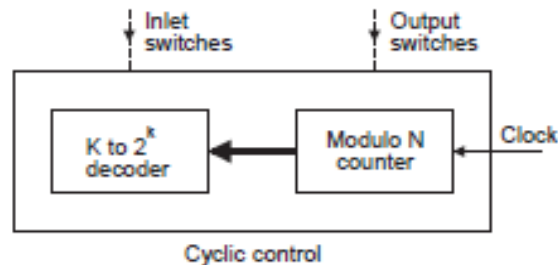 Inlet
switches
Output
switches
K to 2^k
decoder
Modulo N
counter
Clock
Cyclic control